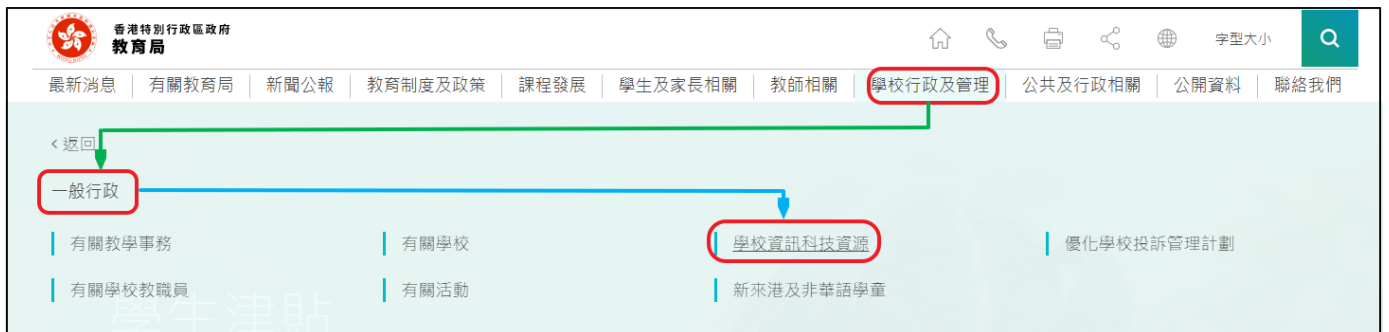 香港特別行政區政府
教育局
字型大小
最新消息 有關教育局 新聞公報 教育制度及政策 課程發展 學生及家長相關 教師相關 學校行政及管理 公共及行政相關 公開資料 聯絡我們
< 返回
一般行政
有關教學事務 有關學校 學校資訊科技資源 優化學校投訴管理計劃
有關學校教職員 有關活動 新來港及非華語學童
學生津貼